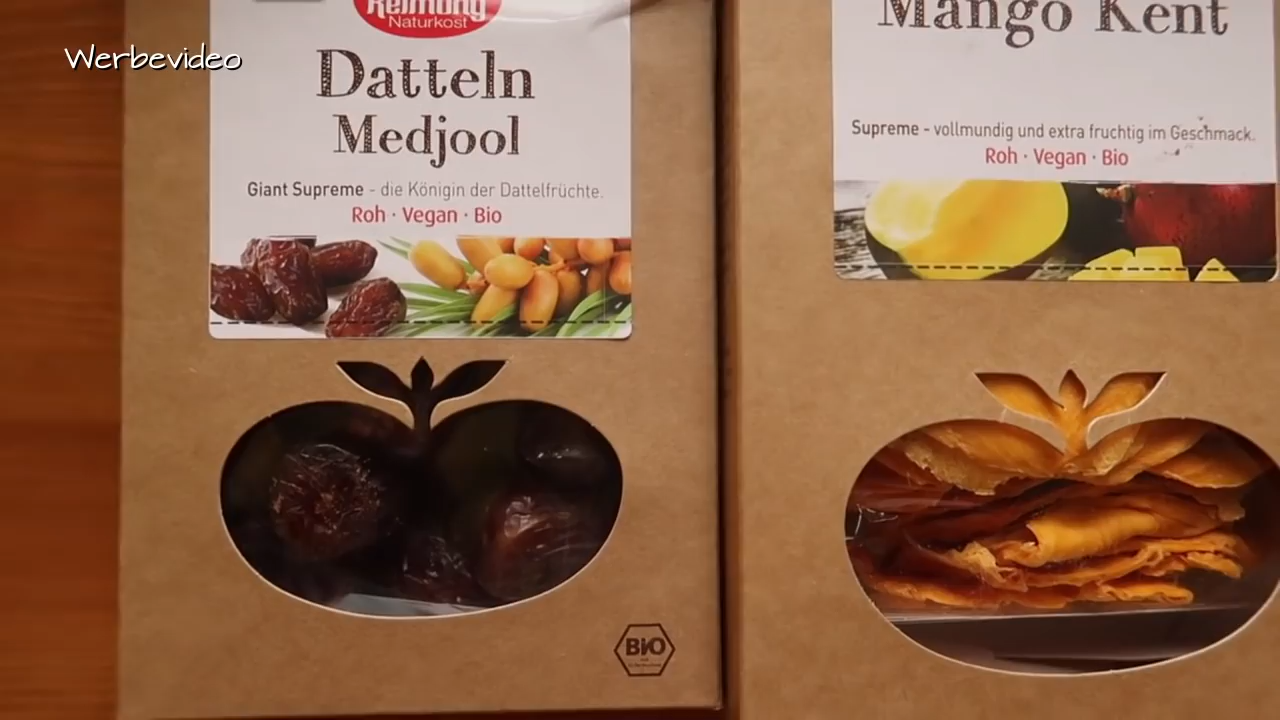 Werbevideo
Keimling
Naturkost
Datteln
Medjool
Giant Supreme - die Königin der Dattelfrüchte.
Roh · Vegan · Bio
Bio
Mango Kent
Supreme - vollmundig und extra fruchtig im Geschmack.
Roh · Vegan · Bio